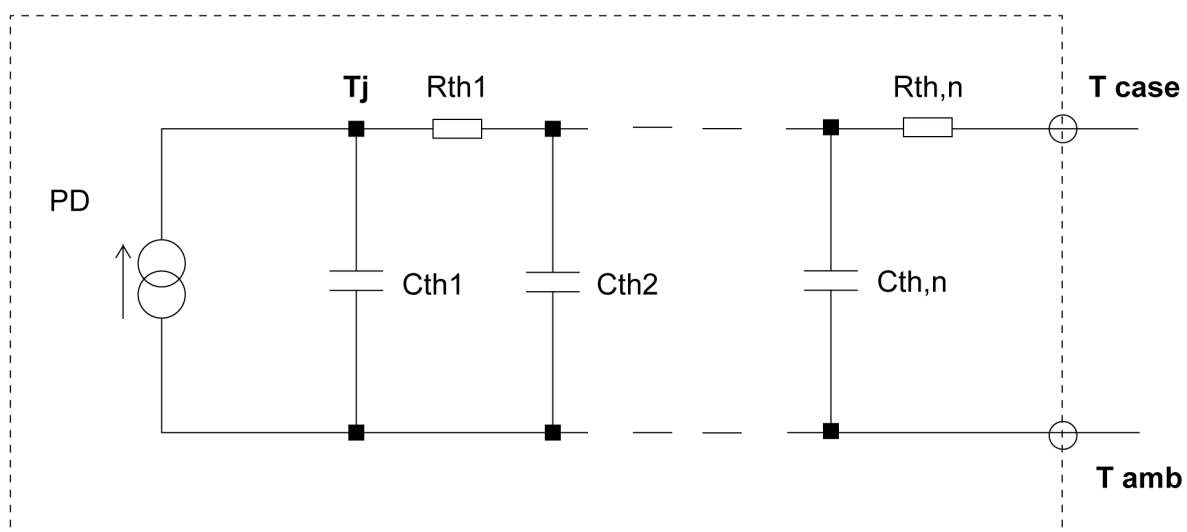 Tj
Rth1
Rth,n
T case
PD
Cth1
Cth2
Cth,n
T amb